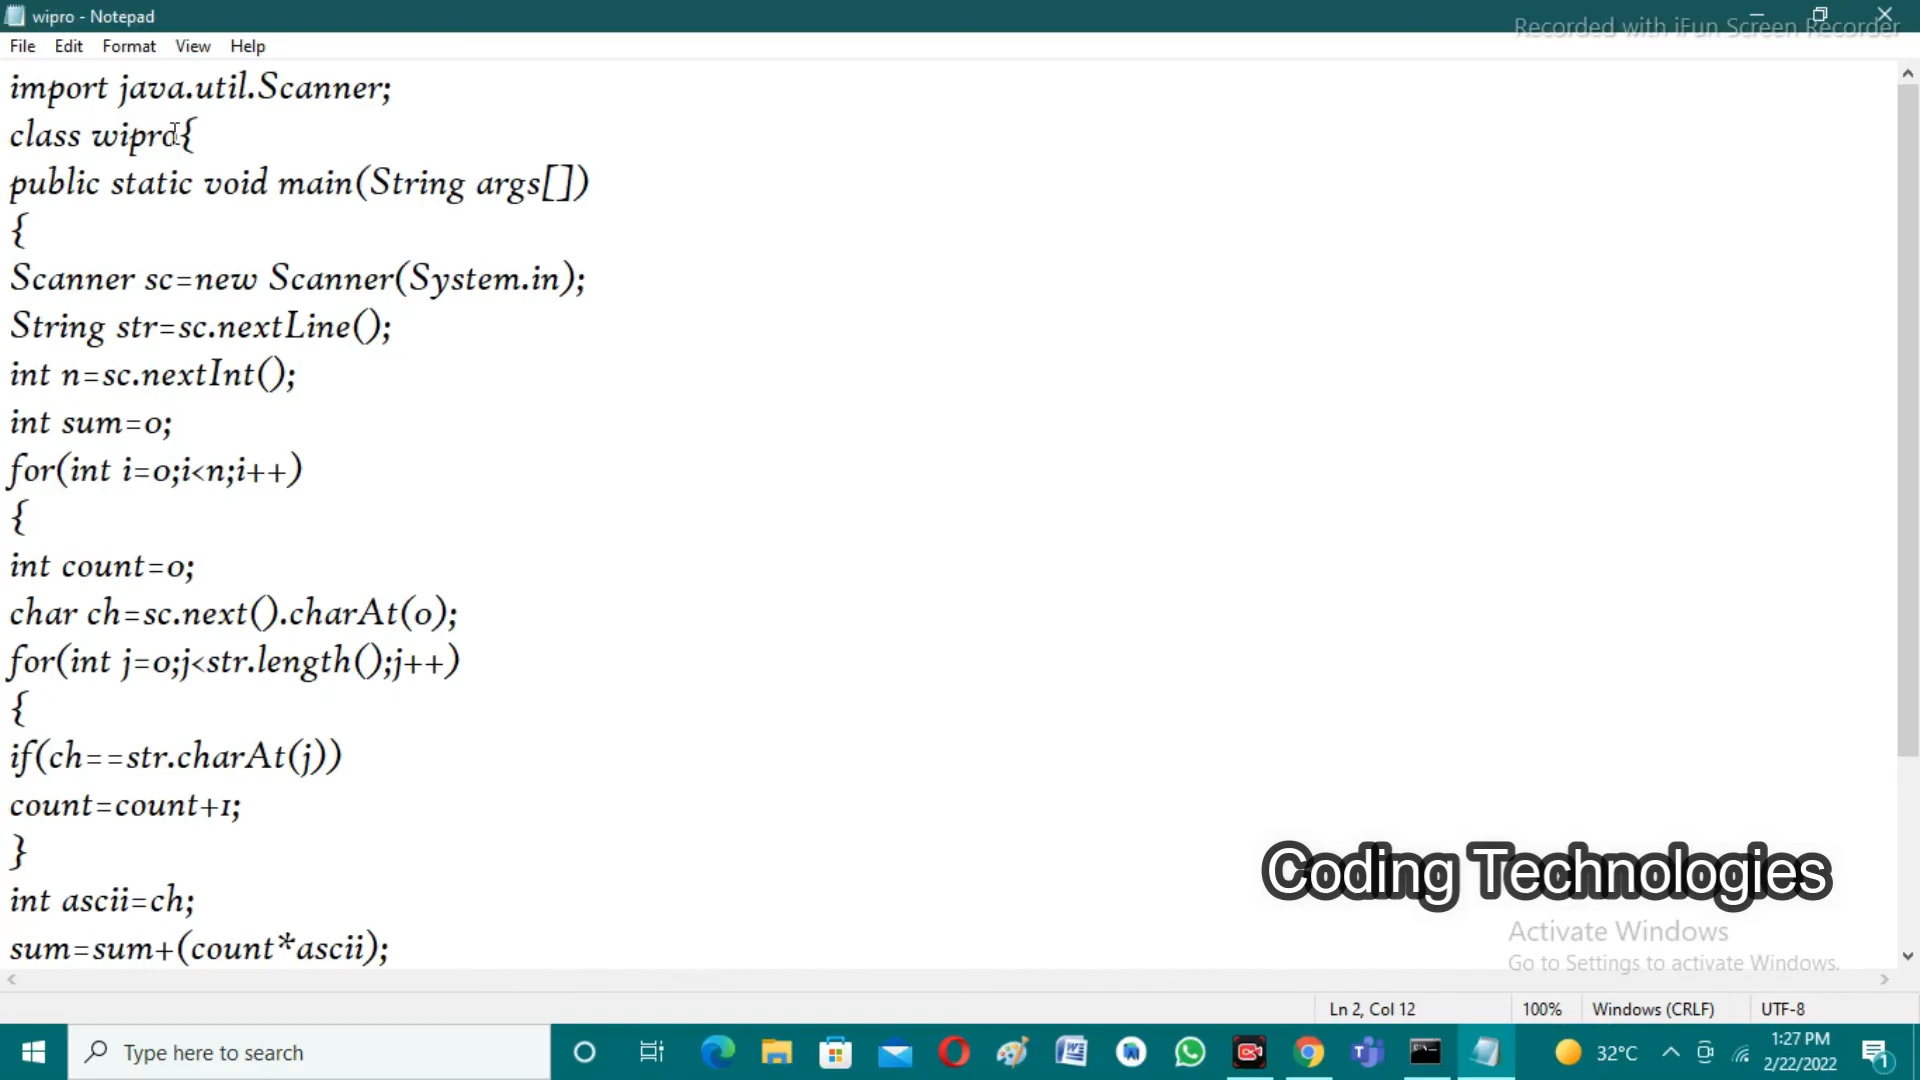 wipro - Notepad
Recorded with iFun Screen Recorder
File Edit Format View Help
import java.util.Scanner;
class wipro{
public static void main(String args[])
{
Scanner sc=new Scanner(System.in);
String str=sc.nextLine();
int n=sc.nextInt();
int sum=0;
for(int i=0;i<n;i++)
{
int count=0;
char ch=sc.next().charAt(0);
for(int j=0;j<str.length();j++)
{
if(ch==str.charAt(j))
count=count+1;
}
int ascii=ch;
sum=sum+(count*ascii);
Coding Technologies
Activate Windows
Go to Settings to activate Windows.
Ln 2, Col 12 100% Windows (CRLF) UTF-8
Type here to search
32°C
1:27 PM
2/22/2022
1